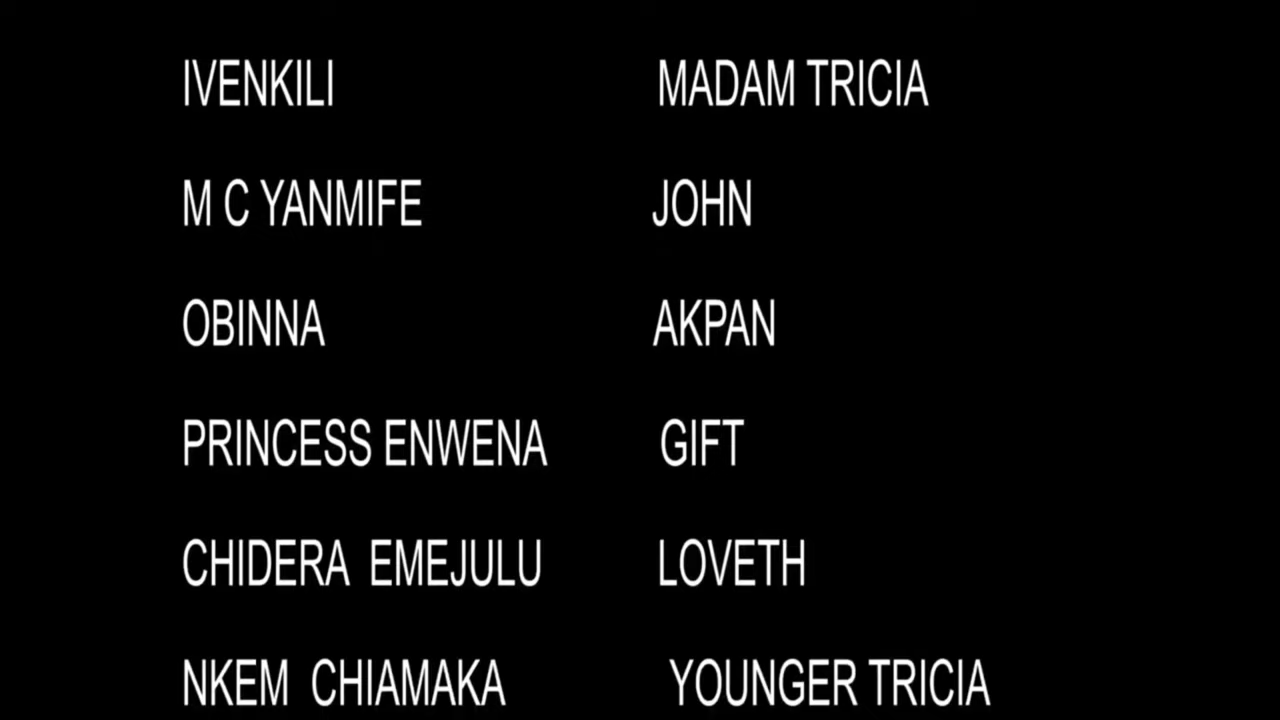 IVENKILI MADAM TRICIA
M C YANMIFE JOHN
OBINNA AKPAN
PRINCESS ENWENA GIFT
CHIDERA EMEJULU LOVETH
NKEM CHIAMAKA YOUNGER TRICIA